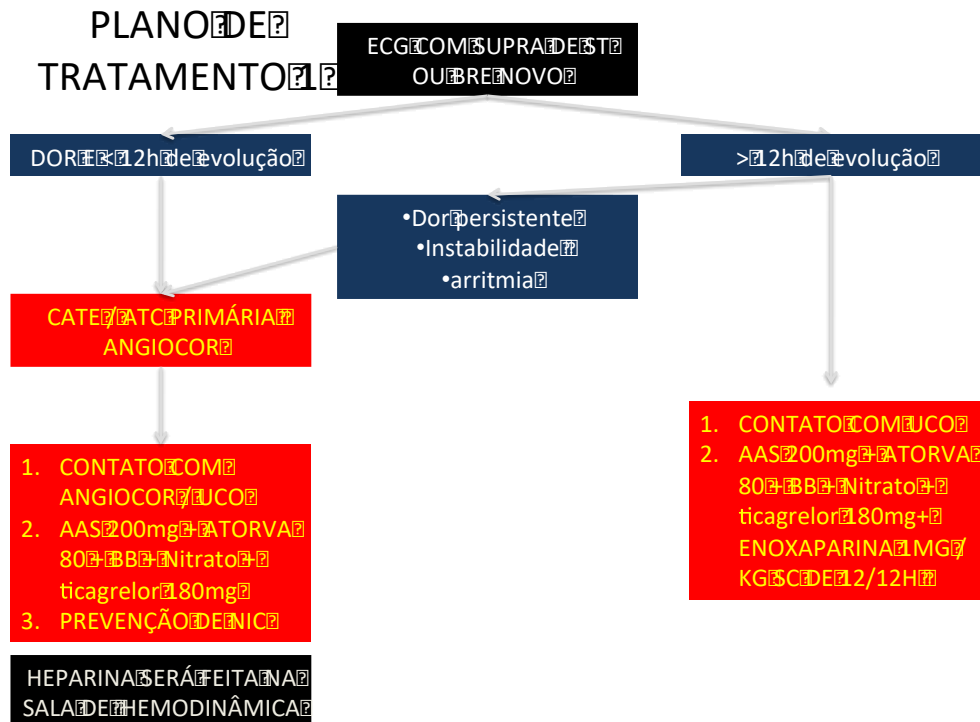 PLANO DE
TRATAMENTO 1
ECG COM SUPRA DE ST
OU BRE NOVO
DOR E < 12h de evolução
> 12h de evolução
•Dor persistente
•Instabilidade
•arritmia
CATE / ATC PRIMÁRIA
ANGIOCOR
1. CONTATO COM
ANGIOCOR / UCO
2. AAS 200mg + ATORVA
80 + BB + Nitrato +
ticagrelor 180mg
3. PREVENÇÃO DE NIC
1. CONTATO COM UCO
2. AAS 200mg + ATORVA
80 + BB + Nitrato +
ticagrelor 180mg+
ENOXAPARINA 1MG /
KG SC DE 12/12H
HEPARINA SERÁ FEITA NA
SALA DE HEMODINÂMICA